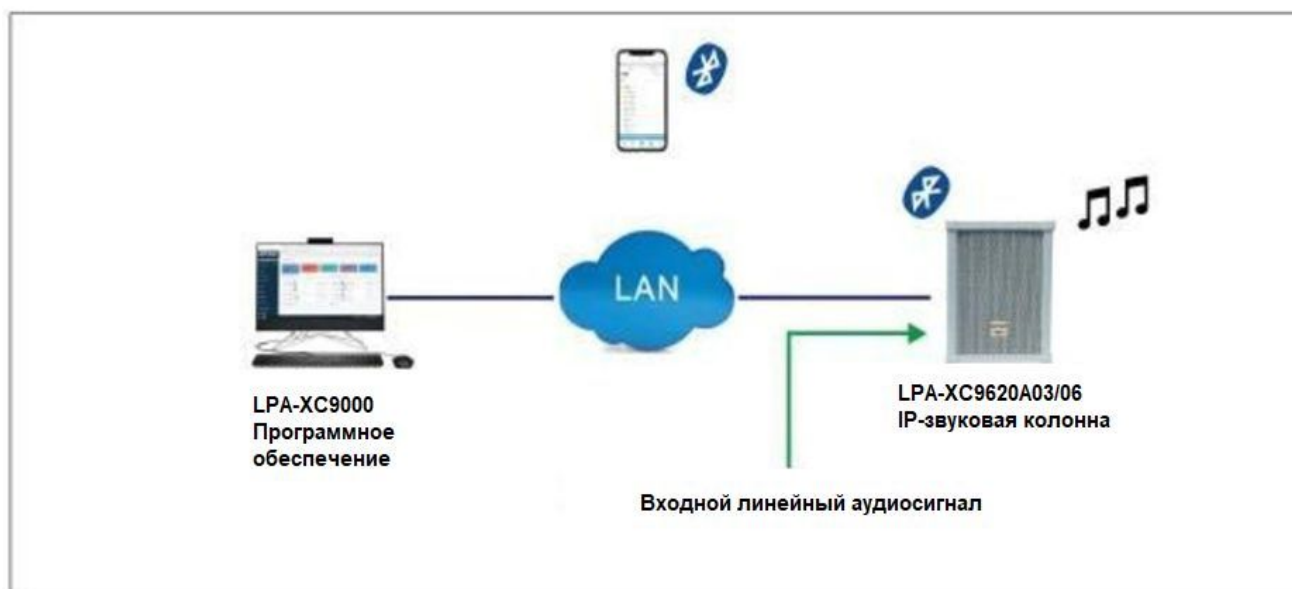 LAN
LPA-XC9000
Программное
обеспечение
LPA-XC9620A03/06
IP-звуковая колонна
Входной линейный аудиосигнал